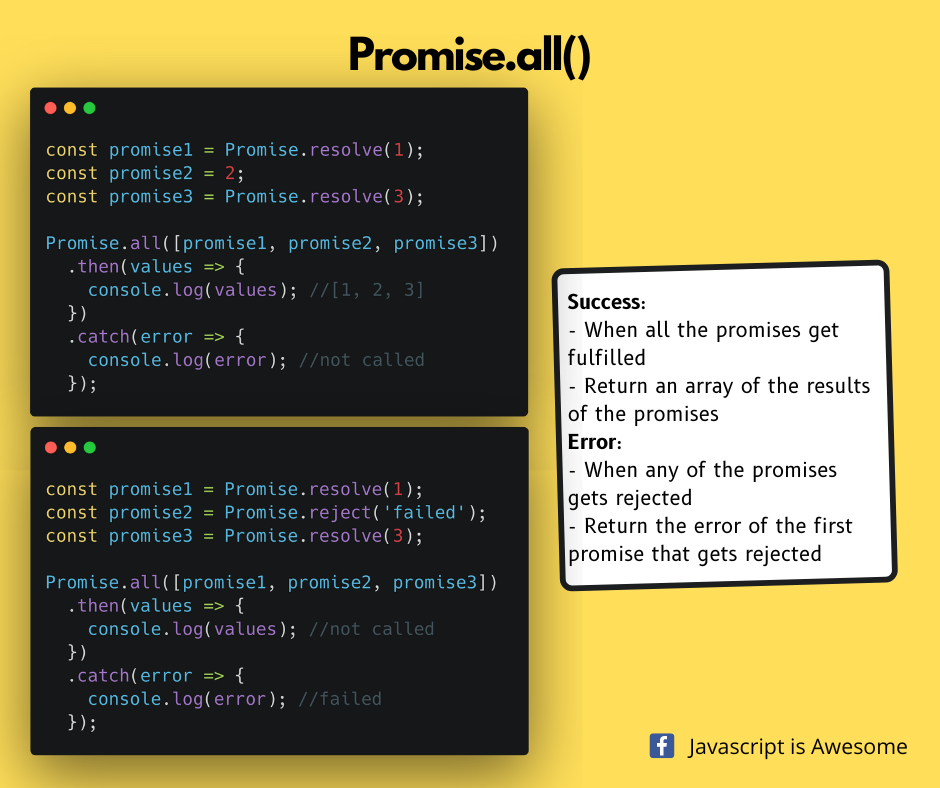 Promise.all()
const promise1 = Promise.resolve(1);
const promise2 = 2;
const promise3 = Promise.resolve(3);
Promise.all([promise1, promise2, promise3])
  .then(values => {
    console.log(values); //[1, 2, 3]
  })
  .catch(error => {
    console.log(error); //not called
  });
const promise1 = Promise.resolve(1);
const promise2 = Promise.reject('failed');
const promise3 = Promise.resolve(3);
Promise.all([promise1, promise2, promise3])
  .then(values => {
    console.log(values); //not called
  })
  .catch(error => {
    console.log(error); //failed
  });
Success:
- When all the promises get
fulfilled
- Return an array of the results
of the promises
Error:
- When any of the promises
gets rejected
- Return the error of the first
promise that gets rejected
f
Javascript is Awesome